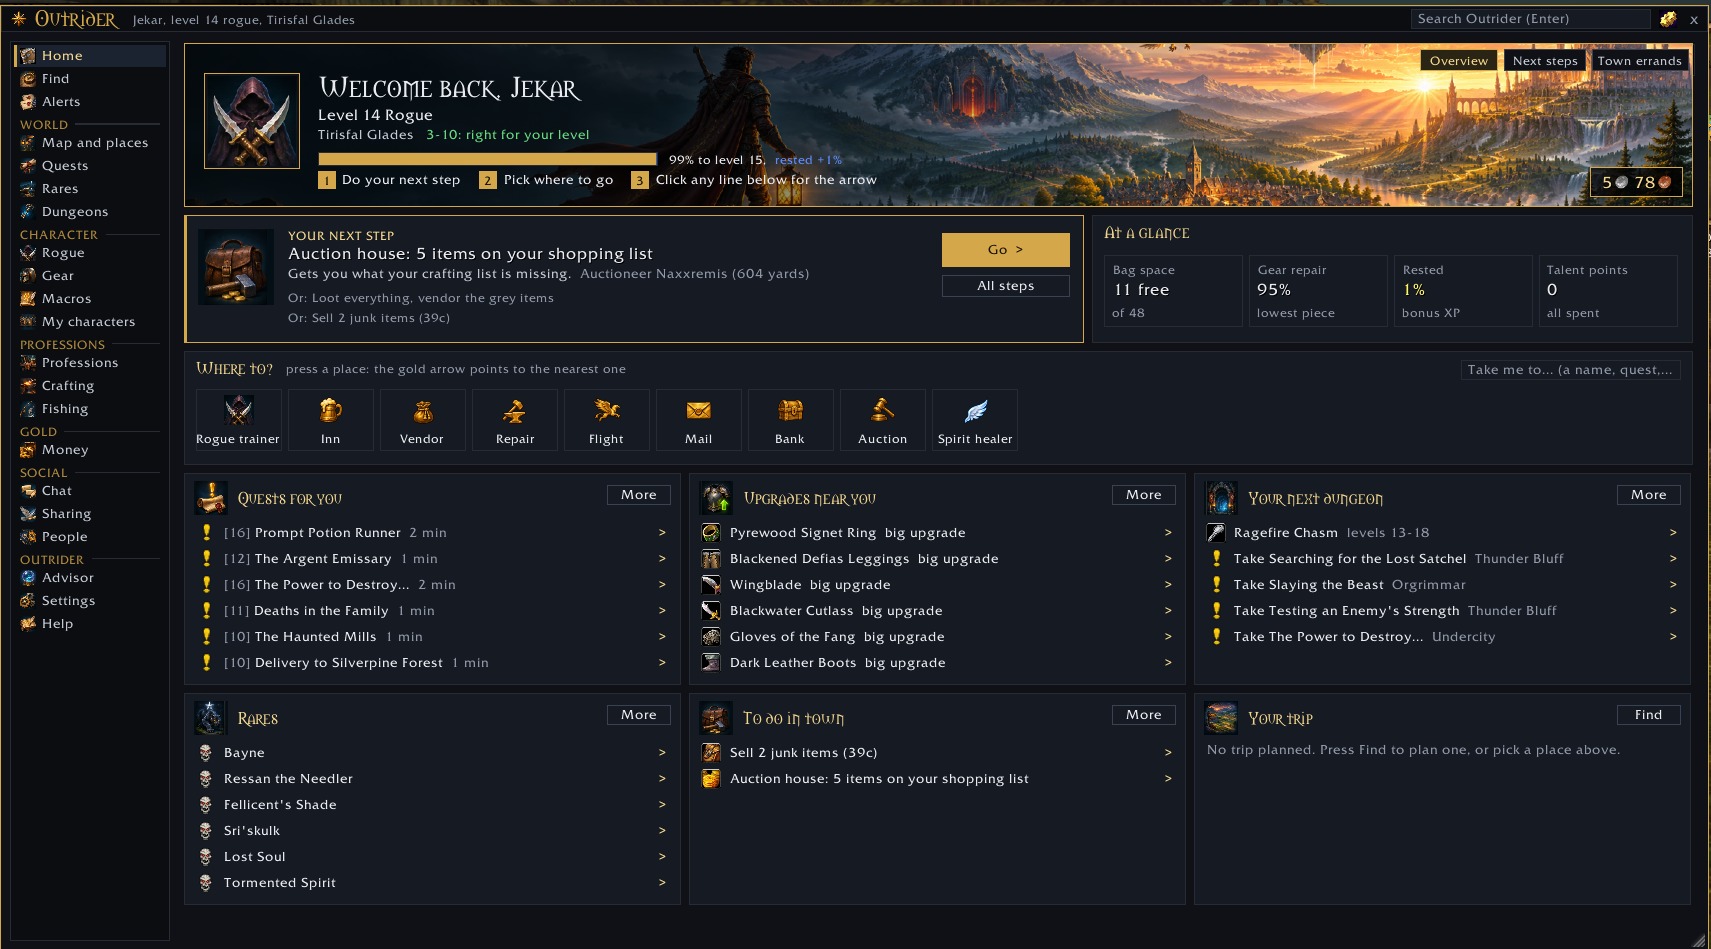 Outrider Jekar, level 14 rogue, Tirisfal Glades
Search Outrider (Enter)
x
Home
Find
Alerts
WORLD
Map and places
Quests
Rares
Dungeons
CHARACTER
Rogue
Gear
Macros
My characters
PROFESSIONS
Professions
Crafting
Fishing
GOLD
Money
SOCIAL
Chat
Sharing
People
OUTRIDER
Advisor
Settings
Help
Overview
Next steps
Town errands
Welcome back, Jekar
Level 14 Rogue
Tirisfal Glades 3-10: right for your level
99% to level 15, rested +1%
1 Do your next step 2 Pick where to go 3 Click any line below for the arrow
5 78
YOUR NEXT STEP
Auction house: 5 items on your shopping list
Gets you what your crafting list is missing. Auctioneer Naxxremis (604 yards)
Or: Loot everything, vendor the grey items
Or: Sell 2 junk items (39c)
Go >
All steps
At a glance
Bag space
11 free
of 48
Gear repair
95%
lowest piece
Rested
1%
bonus XP
Talent points
0
all spent
Where to? press a place: the gold arrow points to the nearest one
Take me to... (a name, quest,...
Rogue trainer
Inn
Vendor
Repair
Flight
Mail
Bank
Auction
Spirit healer
Quests for you
More
[16] Prompt Potion Runner 2 min >
[12] The Argent Emissary 1 min >
[16] The Power to Destroy... 2 min >
[11] Deaths in the Family 1 min >
[10] The Haunted Mills 1 min >
[10] Delivery to Silverpine Forest 1 min >
Upgrades near you
More
Pyrewood Signet Ring big upgrade >
Blackened Defias Leggings big upgrade >
Wingblade big upgrade >
Blackwater Cutlass big upgrade >
Gloves of the Fang big upgrade >
Dark Leather Boots big upgrade >
Your next dungeon
More
Ragefire Chasm levels 13-18 >
Take Searching for the Lost Satchel Thunder Bluff >
Take Slaying the Beast Orgrimmar >
Take Testing an Enemy's Strength Thunder Bluff >
Take The Power to Destroy... Undercity >
Rares
More
Bayne >
Ressan the Needler >
Fellicent's Shade >
Sri'skulk >
Lost Soul >
Tormented Spirit >
To do in town
More
Sell 2 junk items (39c) >
Auction house: 5 items on your shopping list >
Your trip
Find
No trip planned. Press Find to plan one, or pick a place above.